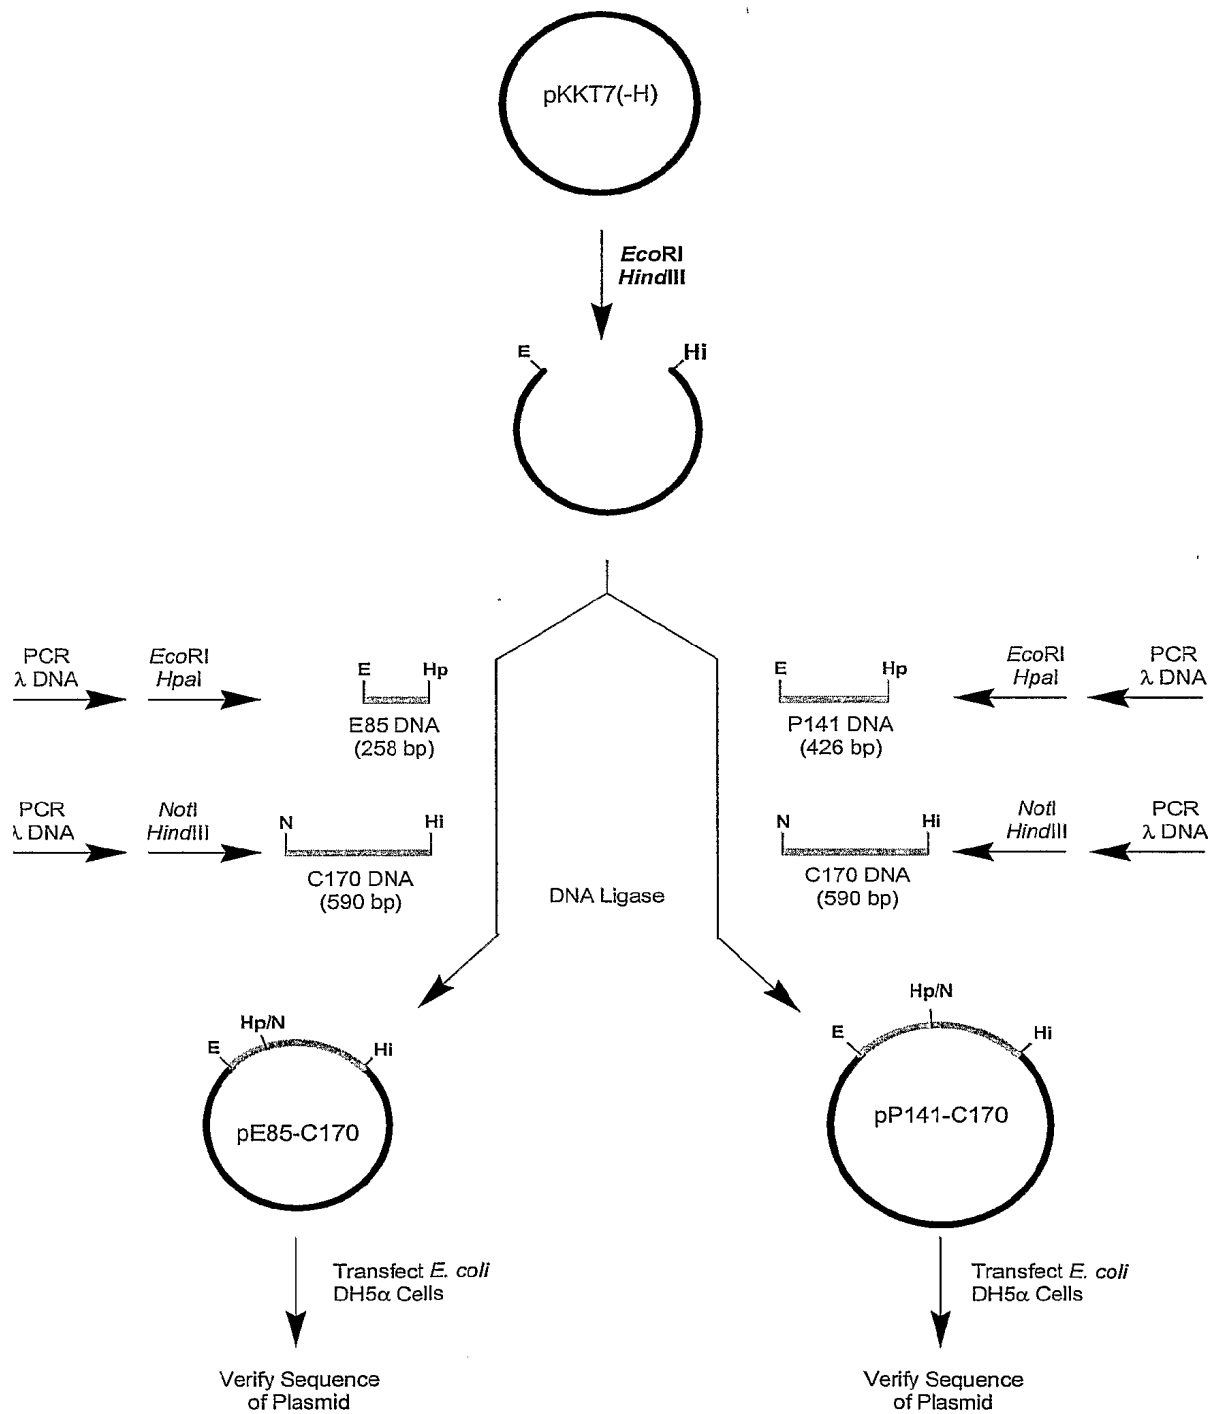 pKKT7(-H)
EcoRI
HindIII
E
Hi
PCR
λ DNA
EcoRI
HpaI
E
Hp
E85 DNA
(258 bp)
E
Hp
P141 DNA
(426 bp)
EcoRI
HpaI
PCR
λ DNA
PCR
λ DNA
NotI
HindIII
N
Hi
C170 DNA
(590 bp)
N
Hi
C170 DNA
(590 bp)
NotI
HindIII
PCR
λ DNA
DNA Ligase
E
Hp/N
Hi
pE85-C170
E
Hp/N
Hi
pP141-C170
Transfect E. coli
DH5α Cells
Transfect E. coli
DH5α Cells
Verify Sequence
of Plasmid
Verify Sequence
of Plasmid